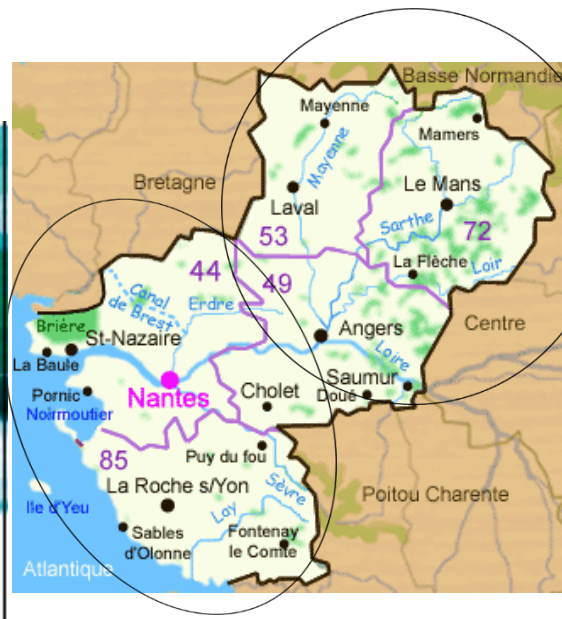 Basse Normandie
Mayenne
Mamers
Mayenne
Bretagne
Le Mans
Laval
Sarthe
53
72
44
49
La Flèche
Loir
Canal
de Brest
Erdre
Centre
Brière
St-Nazaire
Angers
La Baule
Loire
Saumur
Pornic
Nantes
Cholet
Doué
Noirmoutier
85
Puy du fou
La Roche s/Yon
Sèvre
Poitou Charente
Ile d'Yeu
Lay
Sables
d'Olonne
Fontenay
le Comte
Atlantique